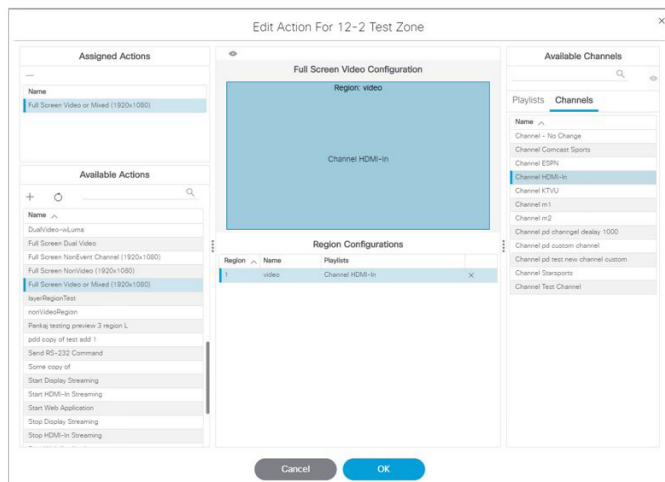 Edit Action For 12-2 Test Zone
×
Assigned Actions
Name
Full Screen Video or Mixed (1920x1080)
Available Actions
Name
DualVideo-wLuma
Full Screen Dual Video
Full Screen NonEvent Channel (1920x1080)
Full Screen NonVideo (1920x1080)
Full Screen Video or Mixed (1920x1080)
layerRegionTest
nonVideoRegion
Pankaj testing preview 3 region L
pdd copy of test add 1
Send RS-232 Command
Some copy of
Start Display Streaming
Start HDMI-In Streaming
Start Web Application
Stop Display Streaming
Stop HDMI-In Streaming
Full Screen Video Configuration
Region: video
Channel HDMI-In
Region Configurations
Region Name Playlists
1 video Channel HDMI-In ×
Available Channels
Playlists Channels
Name
Channel - No Change
Channel Comcast Sports
Channel ESPN
Channel HDMI-In
Channel KTVU
Channel m1
Channel m2
Channel pd channgel dealay 1000
Channel pd custom channel
Channel pd test new channel custom
Channel Starsports
Channel Test Channel
Cancel OK